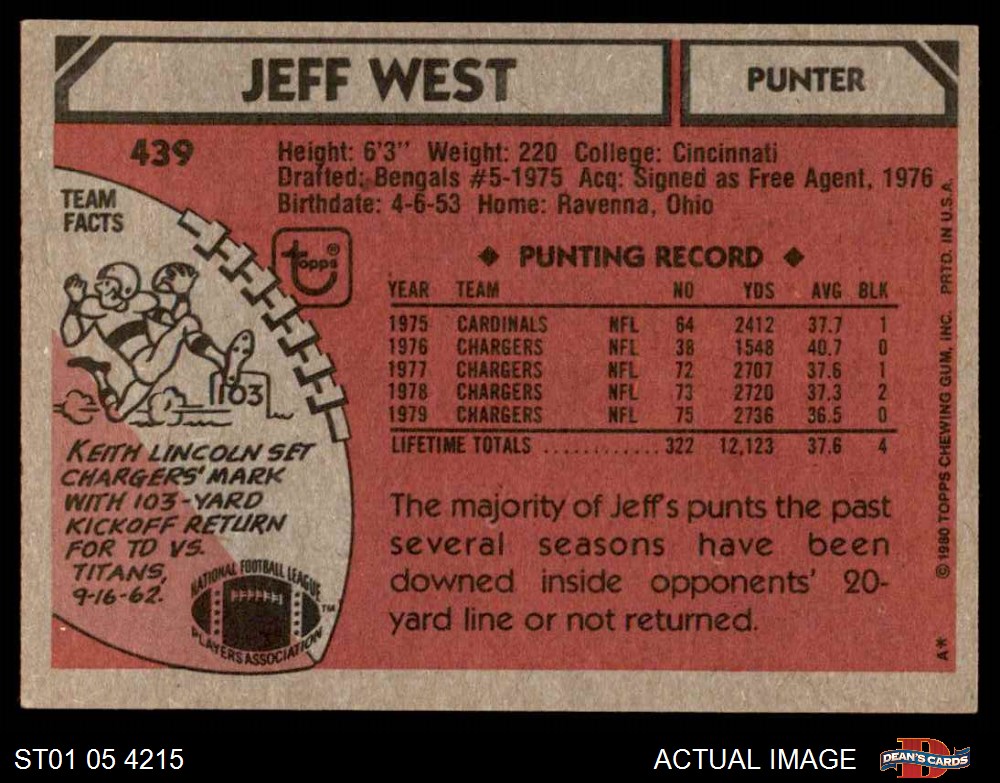 JEFF WEST
PUNTER
439
Height: 6'3" Weight: 220 College: Cincinnati
Drafted: Bengals #5-1975 Acq: Signed as Free Agent, 1976
Birthdate: 4-6-53 Home: Ravenna, Ohio
TEAM
FACTS
topps®
103
KEITH LINCOLN SET
CHARGERS' MARK
WITH 103-YARD
KICKOFF RETURN
FOR TD VS.
TITANS,
9-16-62.
NATIONAL FOOTBALL LEAGUE
PLAYERS ASSOCIATION
TM
◆ PUNTING RECORD ◆
YEAR TEAM NO YDS AVG BLK
1975 CARDINALS NFL 64 2412 37.7 1
1976 CHARGERS NFL 38 1548 40.7 0
1977 CHARGERS NFL 72 2707 37.6 1
1978 CHARGERS NFL 73 2720 37.3 2
1979 CHARGERS NFL 75 2736 36.5 0
LIFETIME TOTALS ............ 322 12,123 37.6 4
The majority of Jeff's punts the past
several seasons have been
downed inside opponents' 20-
yard line or not returned.
A* © 1980 TOPPS CHEWING GUM, INC. PRTD. IN U.S.A.
ST01 05 4215
ACTUAL IMAGE
DEAN'S CARDS